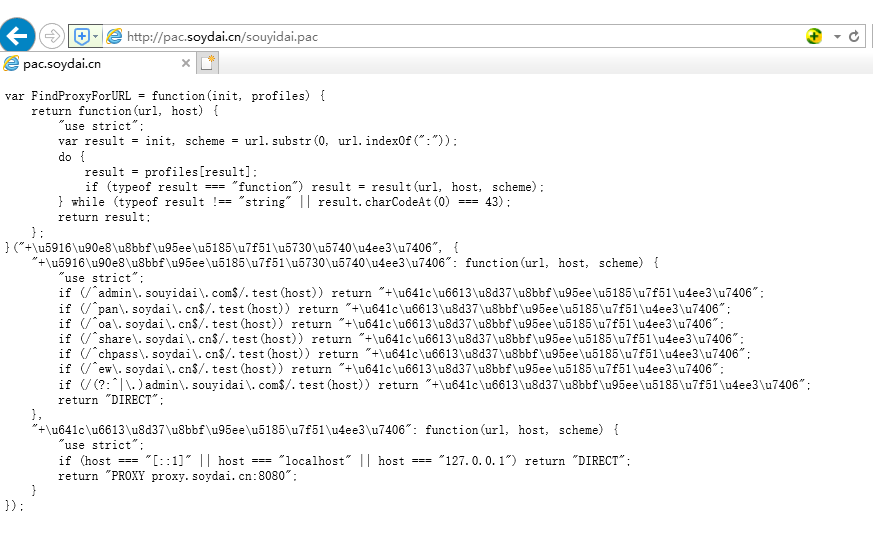 http://pac.soydai.cn/souyidai.pac
pac.soydai.cn
var FindProxyForURL = function(init, profiles) {
    return function(url, host) {
        "use strict";
        var result = init, scheme = url.substr(0, url.indexOf(":"));
        do {
            result = profiles[result];
            if (typeof result === "function") result = result(url, host, scheme);
        } while (typeof result !== "string" || result.charCodeAt(0) === 43);
        return result;
    };
}("+\u5916\u90e8\u8bbf\u95ee\u5185\u7f51\u5730\u5740\u4ee3\u7406", {
    "+\u5916\u90e8\u8bbf\u95ee\u5185\u7f51\u5730\u5740\u4ee3\u7406": function(url, host, scheme) {
        "use strict";
        if (/^admin\.souyidai\.com$/.test(host)) return "+\u641c\u6613\u8d37\u8bbf\u95ee\u5185\u7f51\u4ee3\u7406";
        if (/^pan\.soydai\.cn$/.test(host)) return "+\u641c\u6613\u8d37\u8bbf\u95ee\u5185\u7f51\u4ee3\u7406";
        if (/^oa\.soydai\.cn$/.test(host)) return "+\u641c\u6613\u8d37\u8bbf\u95ee\u5185\u7f51\u4ee3\u7406";
        if (/^share\.soydai\.cn$/.test(host)) return "+\u641c\u6613\u8d37\u8bbf\u95ee\u5185\u7f51\u4ee3\u7406";
        if (/^chpass\.soydai\.cn$/.test(host)) return "+\u641c\u6613\u8d37\u8bbf\u95ee\u5185\u7f51\u4ee3\u7406";
        if (/^ew\.soydai\.cn$/.test(host)) return "+\u641c\u6613\u8d37\u8bbf\u95ee\u5185\u7f51\u4ee3\u7406";
        if (/(?:^|\.)admin\.souyidai\.com$/.test(host)) return "+\u641c\u6613\u8d37\u8bbf\u95ee\u5185\u7f51\u4ee3\u7406";
        return "DIRECT";
    },
    "+\u641c\u6613\u8d37\u8bbf\u95ee\u5185\u7f51\u4ee3\u7406": function(url, host, scheme) {
        "use strict";
        if (host === "[::1]" || host === "localhost" || host === "127.0.0.1") return "DIRECT";
        return "PROXY proxy.soydai.cn:8080";
    }
});